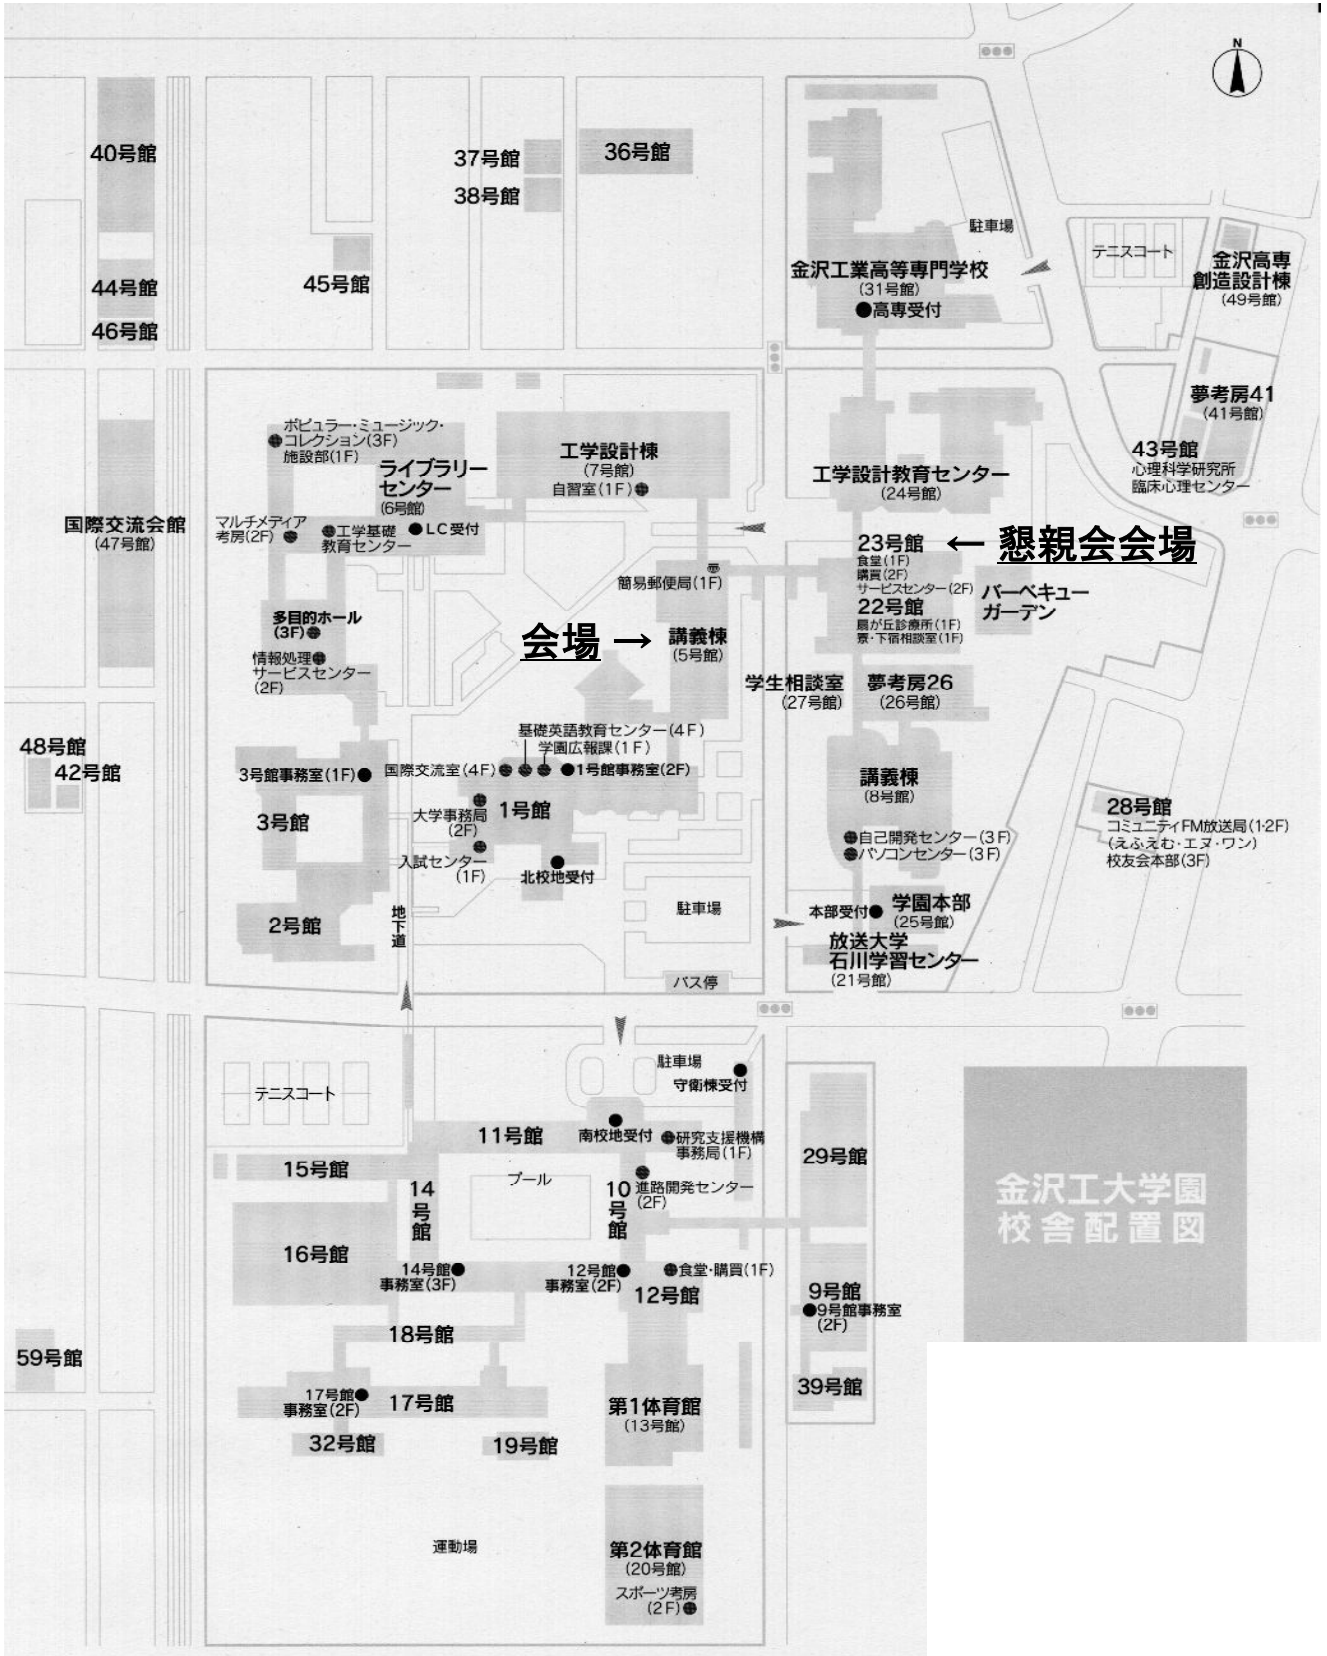 N
40号館
37号館
36号館
38号館
駐車場
テニスコート
金沢高専
創造設計棟
(49号館)
金沢工業高等専門学校
(31号館)
高専受付
44号館
45号館
46号館
夢考房41
(41号館)
43号館
心理科学研究所
臨床心理センター
ポピュラー・ミュージック・
コレクション(3F)
施設部(1F)
ライブラリー
センター
(6号館)
工学設計棟
(7号館)
自習室(1F)
工学設計教育センター
(24号館)
国際交流会館
(47号館)
マルチメディア
考房(2F)
工学基礎
教育センター
LC受付
23号館
食堂(1F)
購買(2F)
サービスセンター(2F)
← 懇親会会場
簡易郵便局(1F)
22号館
扇が丘診療所(1F)
寮・下宿相談室(1F)
バーベキュー
ガーデン
多目的ホール
(3F)
会場 →
講義棟
(5号館)
情報処理
サービスセンター
(2F)
学生相談室
(27号館)
夢考房26
(26号館)
48号館
42号館
基礎英語教育センター(4F)
学園広報課(1F)
国際交流室(4F)
1号館事務室(2F)
3号館事務室(1F)
講義棟
(8号館)
3号館
大学事務局
(2F)
1号館
28号館
コミュニティFM放送局(1・2F)
(えふえむ・エヌ・ワン)
校友会本部(3F)
自己開発センター(3F)
パソコンセンター(3F)
入試センター
(1F)
北校地受付
2号館
地下道
駐車場
本部受付
学園本部
(25号館)
放送大学
石川学習センター
(21号館)
バス停
テニスコート
駐車場
守衛棟受付
11号館
南校地受付
研究支援機構
事務局(1F)
29号館
15号館
プール
14号館
10号館
進路開発センター
(2F)
金沢工大学園
校舎配置図
16号館
14号館
事務室(3F)
12号館
事務室(2F)
食堂・購買(1F)
12号館
9号館
9号館事務室
(2F)
18号館
59号館
39号館
17号館
事務室(2F)
17号館
第1体育館
(13号館)
32号館
19号館
運動場
第2体育館
(20号館)
スポーツ考房
(2F)